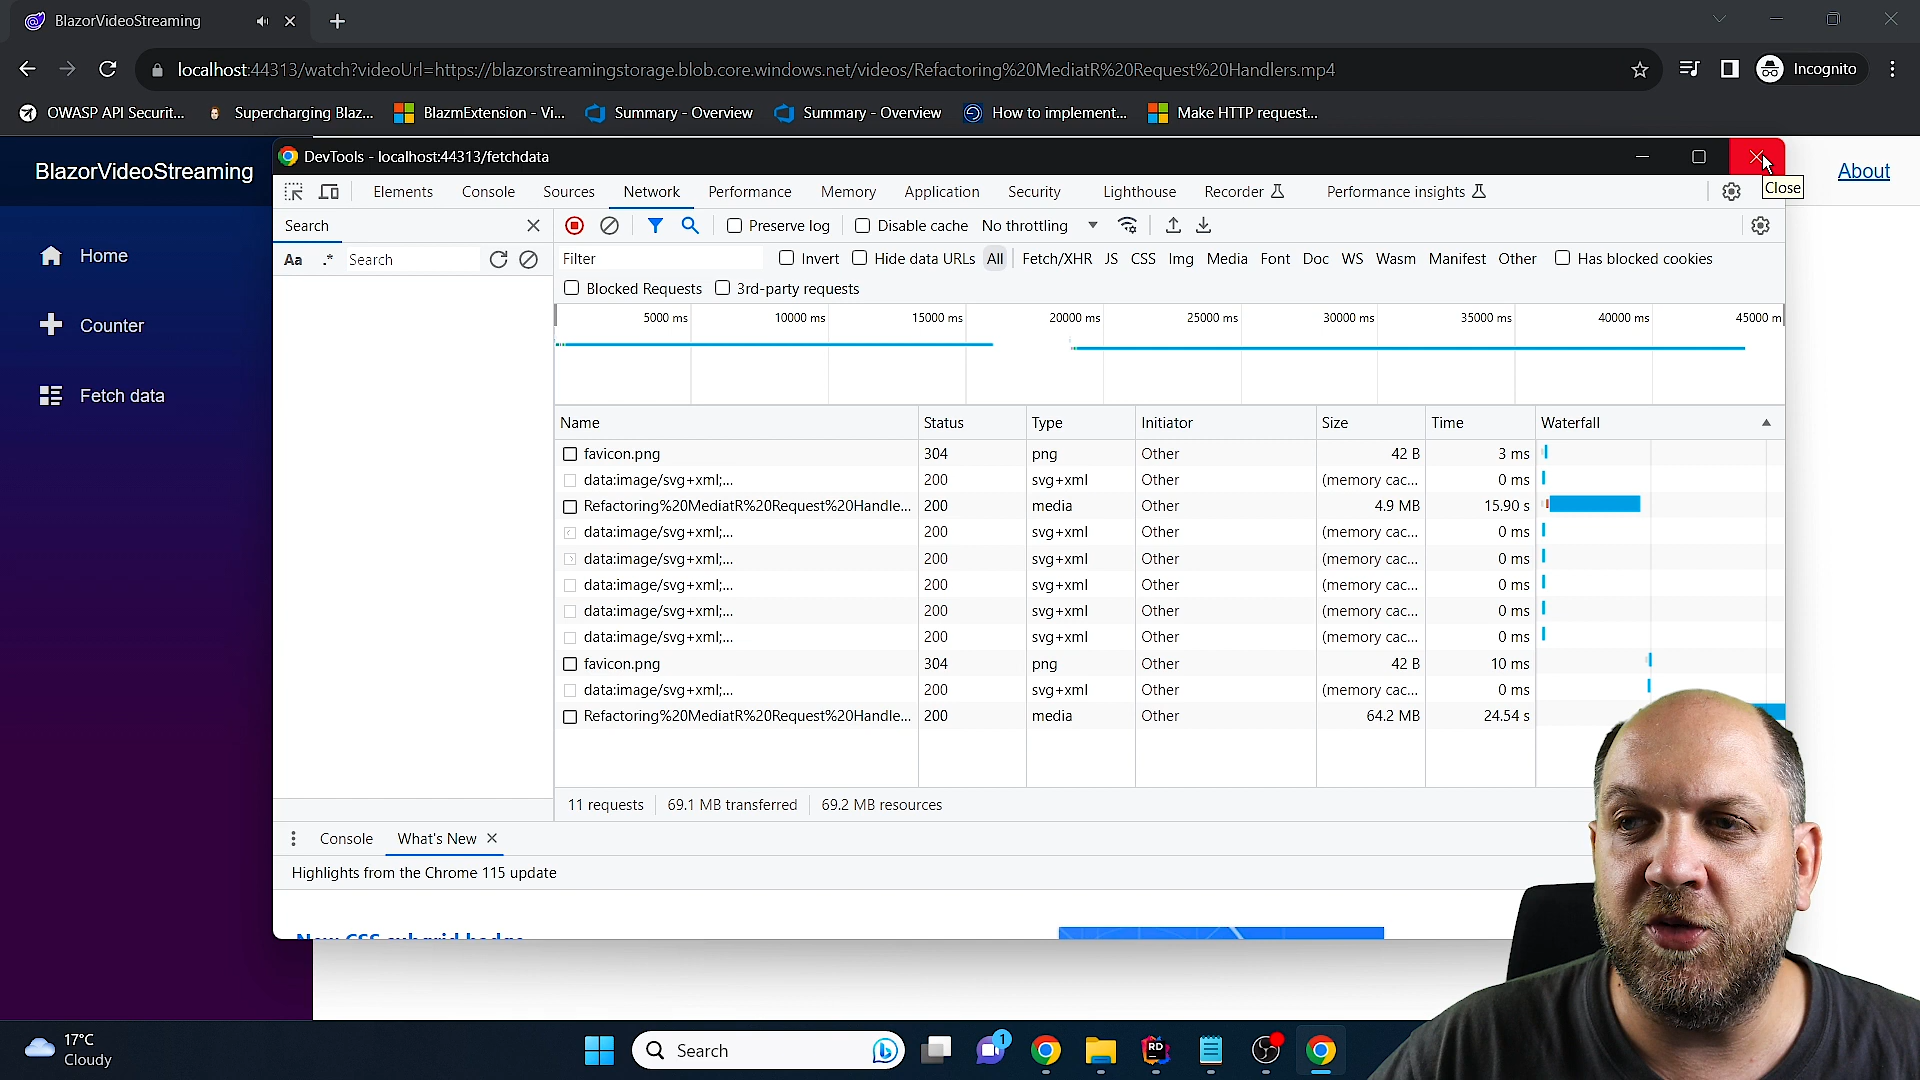 BlazorVideoStreaming
localhost:44313/watch?videoUrl=https://blazorstreamingstorage.blob.core.windows.net/videos/Refactoring%20MediatR%20Request%20Handlers.mp4
Incognito
OWASP API Securit... Supercharging Blaz... BlazmExtension - Vi... Summary - Overview Summary - Overview How to implement... Make HTTP request...
BlazorVideoStreaming
About
Home
Counter
Fetch data
DevTools - localhost:44313/fetchdata
Close
Elements Console Sources Network Performance Memory Application Security Lighthouse Recorder Performance insights
Search
Preserve log Disable cache No throttling
Aa .* Search
Filter Invert Hide data URLs All Fetch/XHR JS CSS Img Media Font Doc WS Wasm Manifest Other Has blocked cookies
Blocked Requests 3rd-party requests
5000 ms 10000 ms 15000 ms 20000 ms 25000 ms 30000 ms 35000 ms 40000 ms 45000 m
Name Status Type Initiator Size Time Waterfall
favicon.png 304 png Other 42 B 3 ms
data:image/svg+xml;... 200 svg+xml Other (memory cac... 0 ms
Refactoring%20MediatR%20Request%20Handle... 200 media Other 4.9 MB 15.90 s
data:image/svg+xml;... 200 svg+xml Other (memory cac... 0 ms
data:image/svg+xml;... 200 svg+xml Other (memory cac... 0 ms
data:image/svg+xml;... 200 svg+xml Other (memory cac... 0 ms
data:image/svg+xml;... 200 svg+xml Other (memory cac... 0 ms
data:image/svg+xml;... 200 svg+xml Other (memory cac... 0 ms
favicon.png 304 png Other 42 B 10 ms
data:image/svg+xml;... 200 svg+xml Other (memory cac... 0 ms
Refactoring%20MediatR%20Request%20Handle... 200 media Other 64.2 MB 24.54 s
11 requests 69.1 MB transferred 69.2 MB resources
Console What's New
Highlights from the Chrome 115 update
New CSS subgrid badge
17°C
Cloudy
Search
1
RD